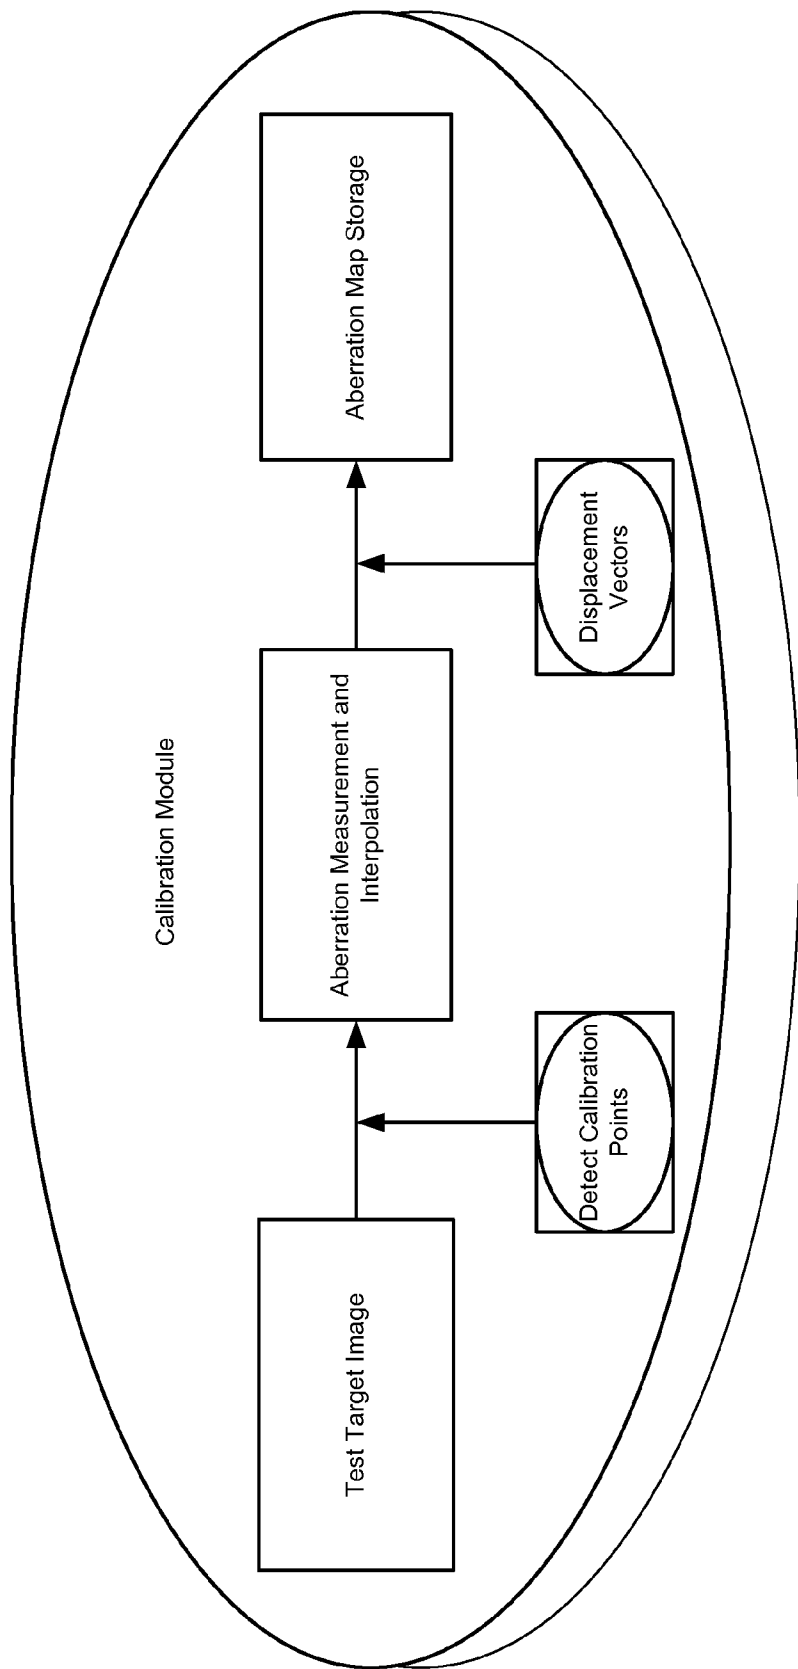 Calibration Module
Test Target Image
Aberration Measurement and
Interpolation
Aberration Map Storage
Detect Calibration
Points
Displacement
Vectors